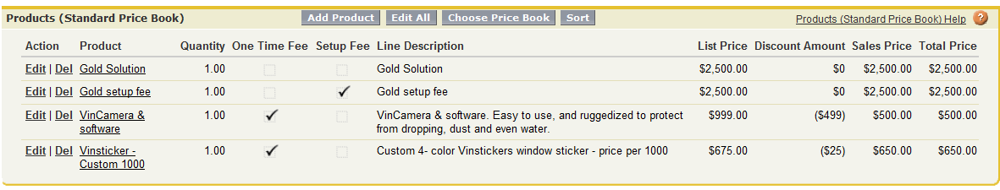 Products (Standard Price Book) Add Product Edit All Choose Price Book Sort Products (Standard Price Book) Help ?
Action Product Quantity One Time Fee Setup Fee Line Description List Price Discount Amount Sales Price Total Price
Edit | Del Gold Solution 1.00 Gold Solution $2,500.00 $0 $2,500.00 $2,500.00
Edit | Del Gold setup fee 1.00 Gold setup fee $2,500.00 $0 $2,500.00 $2,500.00
Edit | Del VinCamera & 1.00 VinCamera & software. Easy to use, and ruggedized to protect $999.00 ($499) $500.00 $500.00
software from dropping, dust and even water.
Edit | Del Vinsticker - 1.00 Custom 4- color Vinstickers window sticker - price per 1000 $675.00 ($25) $650.00 $650.00
Custom 1000